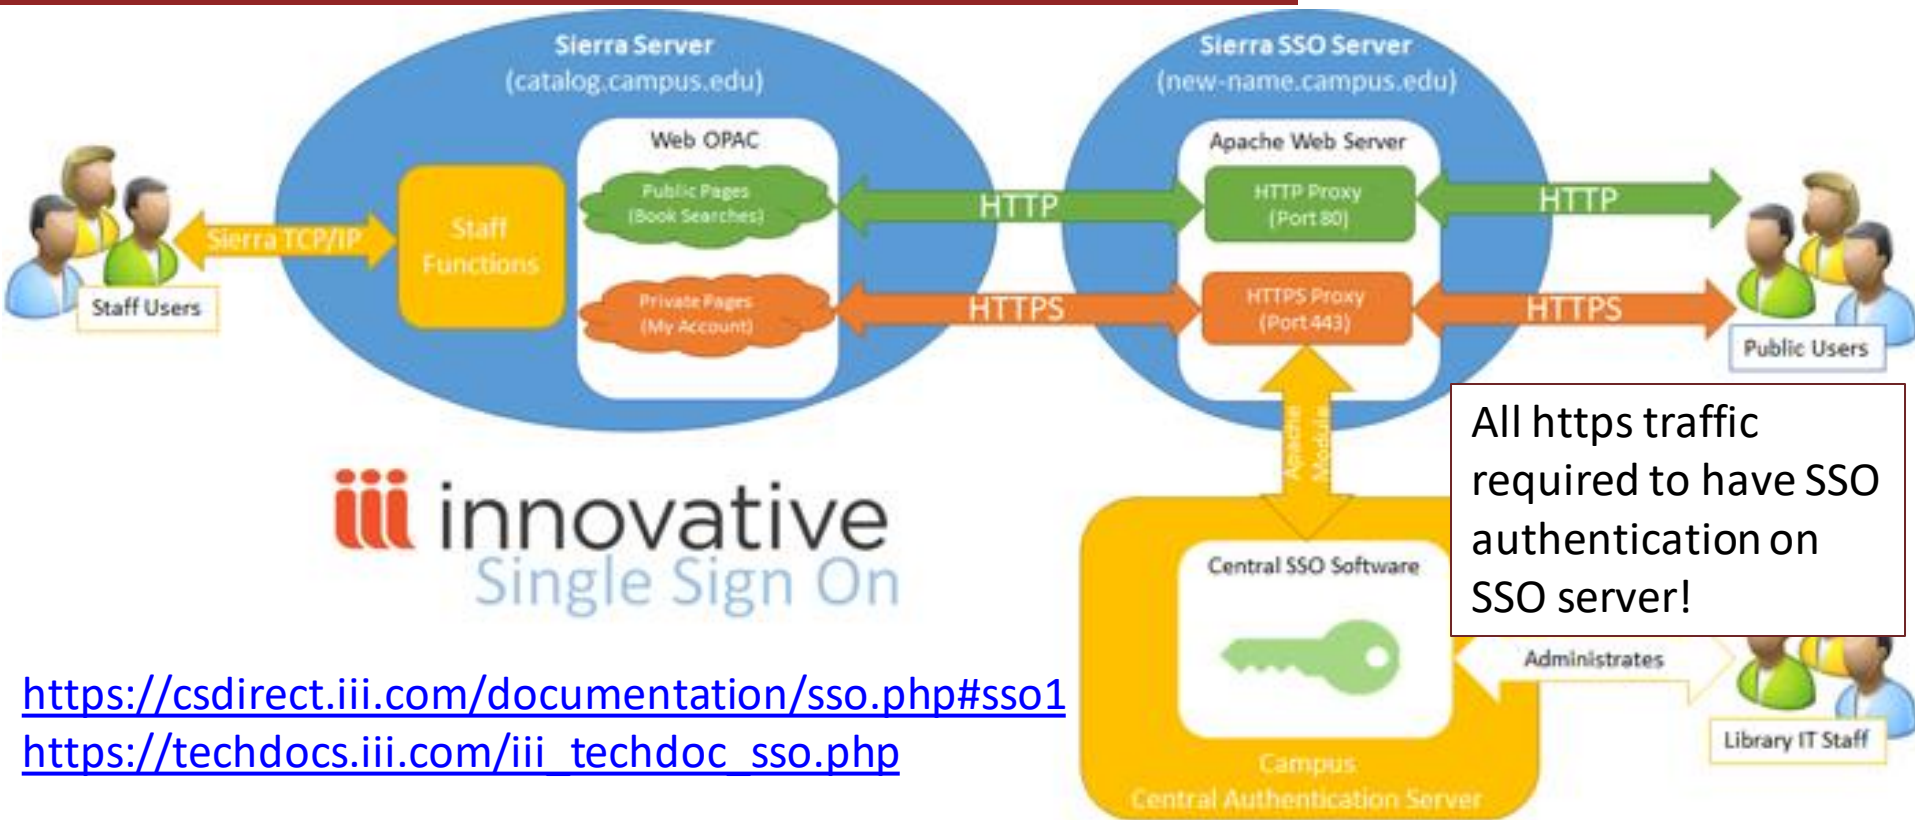 Sierra Server
(catalog.campus.edu)
Sierra SSO Server
(new-name.campus.edu)
Web OPAC
Apache Web Server
Public Pages
(Book Searches)
HTTP
HTTP Proxy
(Port 80)
HTTP
Sierra TCP/IP
Staff
Functions
Staff Users
Private Pages
(My Account)
HTTPS
HTTPS Proxy
(Port 443)
HTTPS
Public Users
Apache
Module
All https traffic
required to have SSO
authentication on
SSO server!
iii innovative
Single Sign On
Central SSO Software
Administrates
Library IT Staff
Campus
Central Authentication Server
https://csdirect.iii.com/documentation/sso.php#sso1
https://techdocs.iii.com/iii_techdoc_sso.php